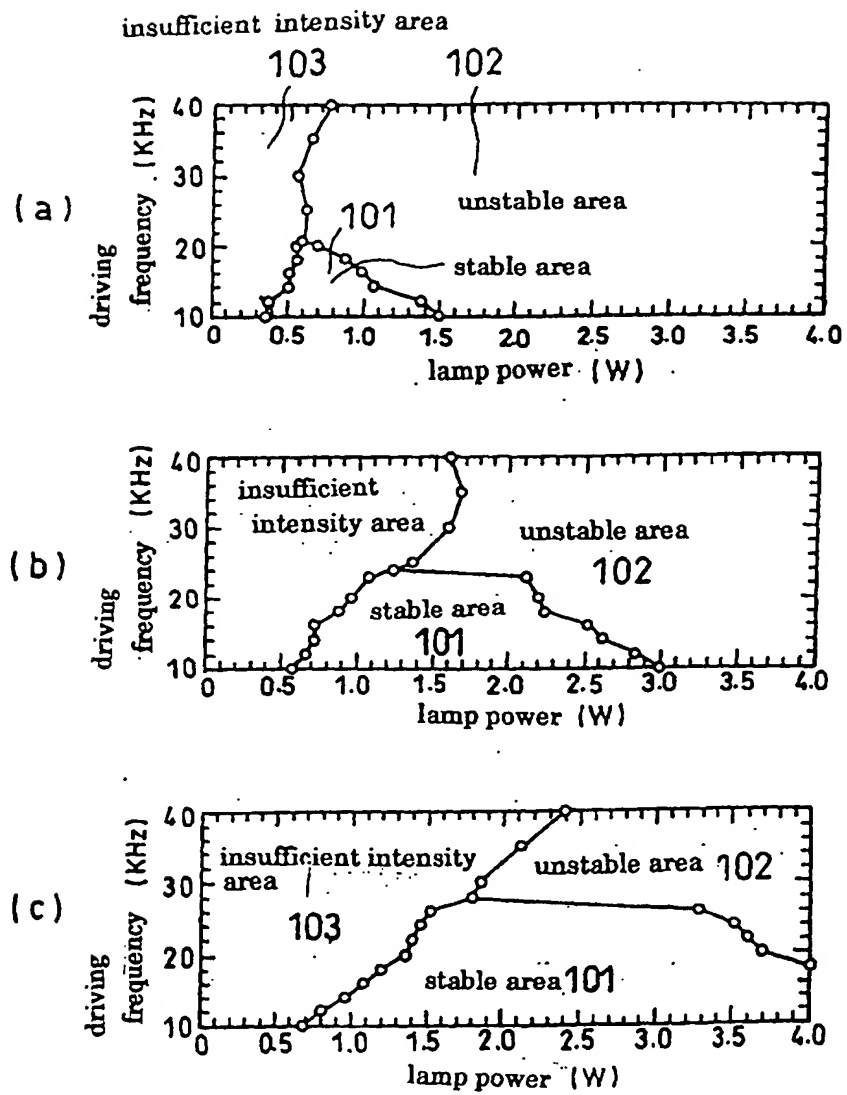 insufficient intensity area
103
102
(a)
driving
frequency (KHz)
40
30
20
10
101
unstable area
stable area
0
0.5
1.0
1.5
2.0
2.5
3.0
3.5
4.0
lamp power (W)
(b)
driving
frequency (KHz)
40
30
20
10
insufficient
intensity area
unstable area
102
stable area
101
0
1.0
1.5
2.0
2.5
3.0
3.5
4.0
lamp power (W)
(c)
driving
frequency (KHz)
40
30
20
10
insufficient intensity
area
103
unstable area 102
stable area 101
0
0.5
1.0
1.5
2.0
2.5
3.0
3.5
4.0
lamp power (W)